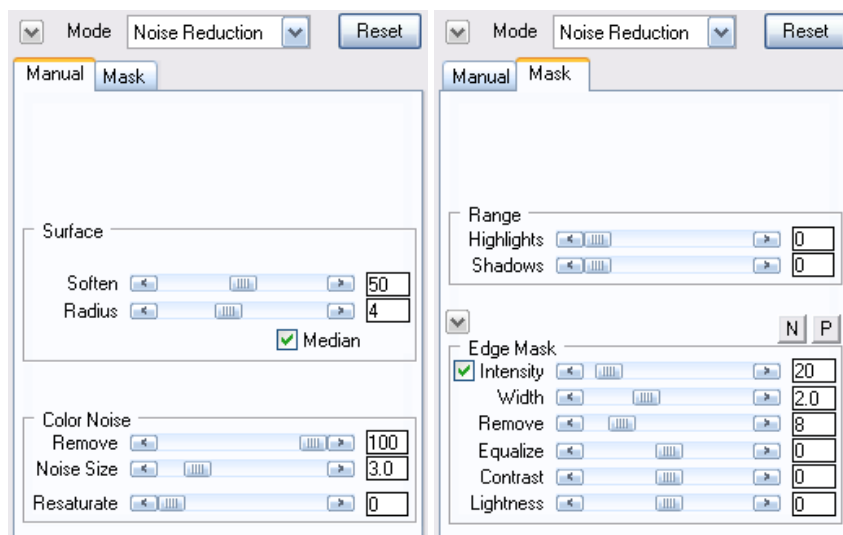 Mode Noise Reduction Reset
Manual Mask
Surface
Soften 50
Radius 4
Median
Color Noise
Remove 100
Noise Size 3.0
Resaturate 0
Mode Noise Reduction Reset
Manual Mask
Range
Highlights 0
Shadows 0
N P
Edge Mask
Intensity 20
Width 2.0
Remove 8
Equalize 0
Contrast 0
Lightness 0